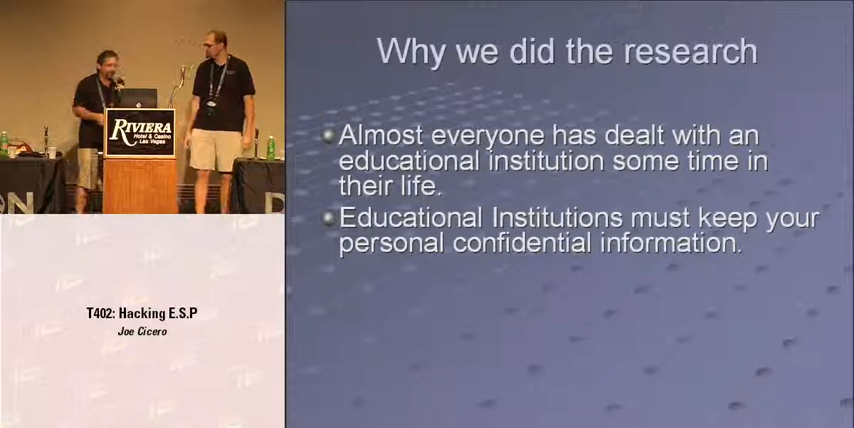 Why we did the research
Almost everyone has dealt with an
educational institution some time in
their life.
Educational Institutions must keep your
personal confidential information.
RIVIERA
Hotel & Casino
Las Vegas
T402: Hacking E.S.P
Joe Cicero